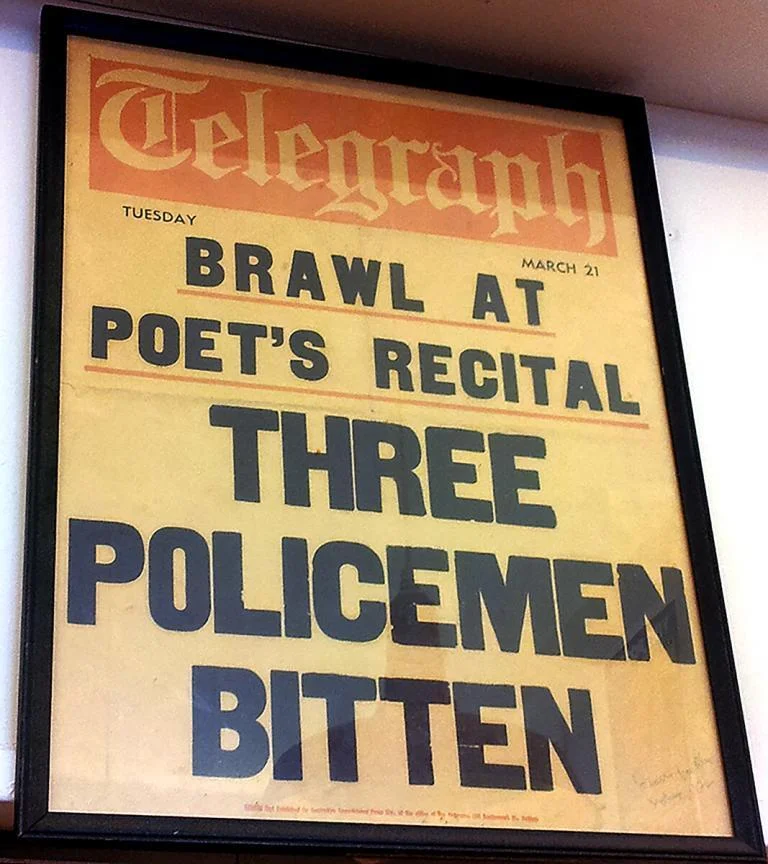 Telegraph
TUESDAY
MARCH 21
BRAWL AT
POET'S RECITAL
THREE
POLICEMEN
BITTEN